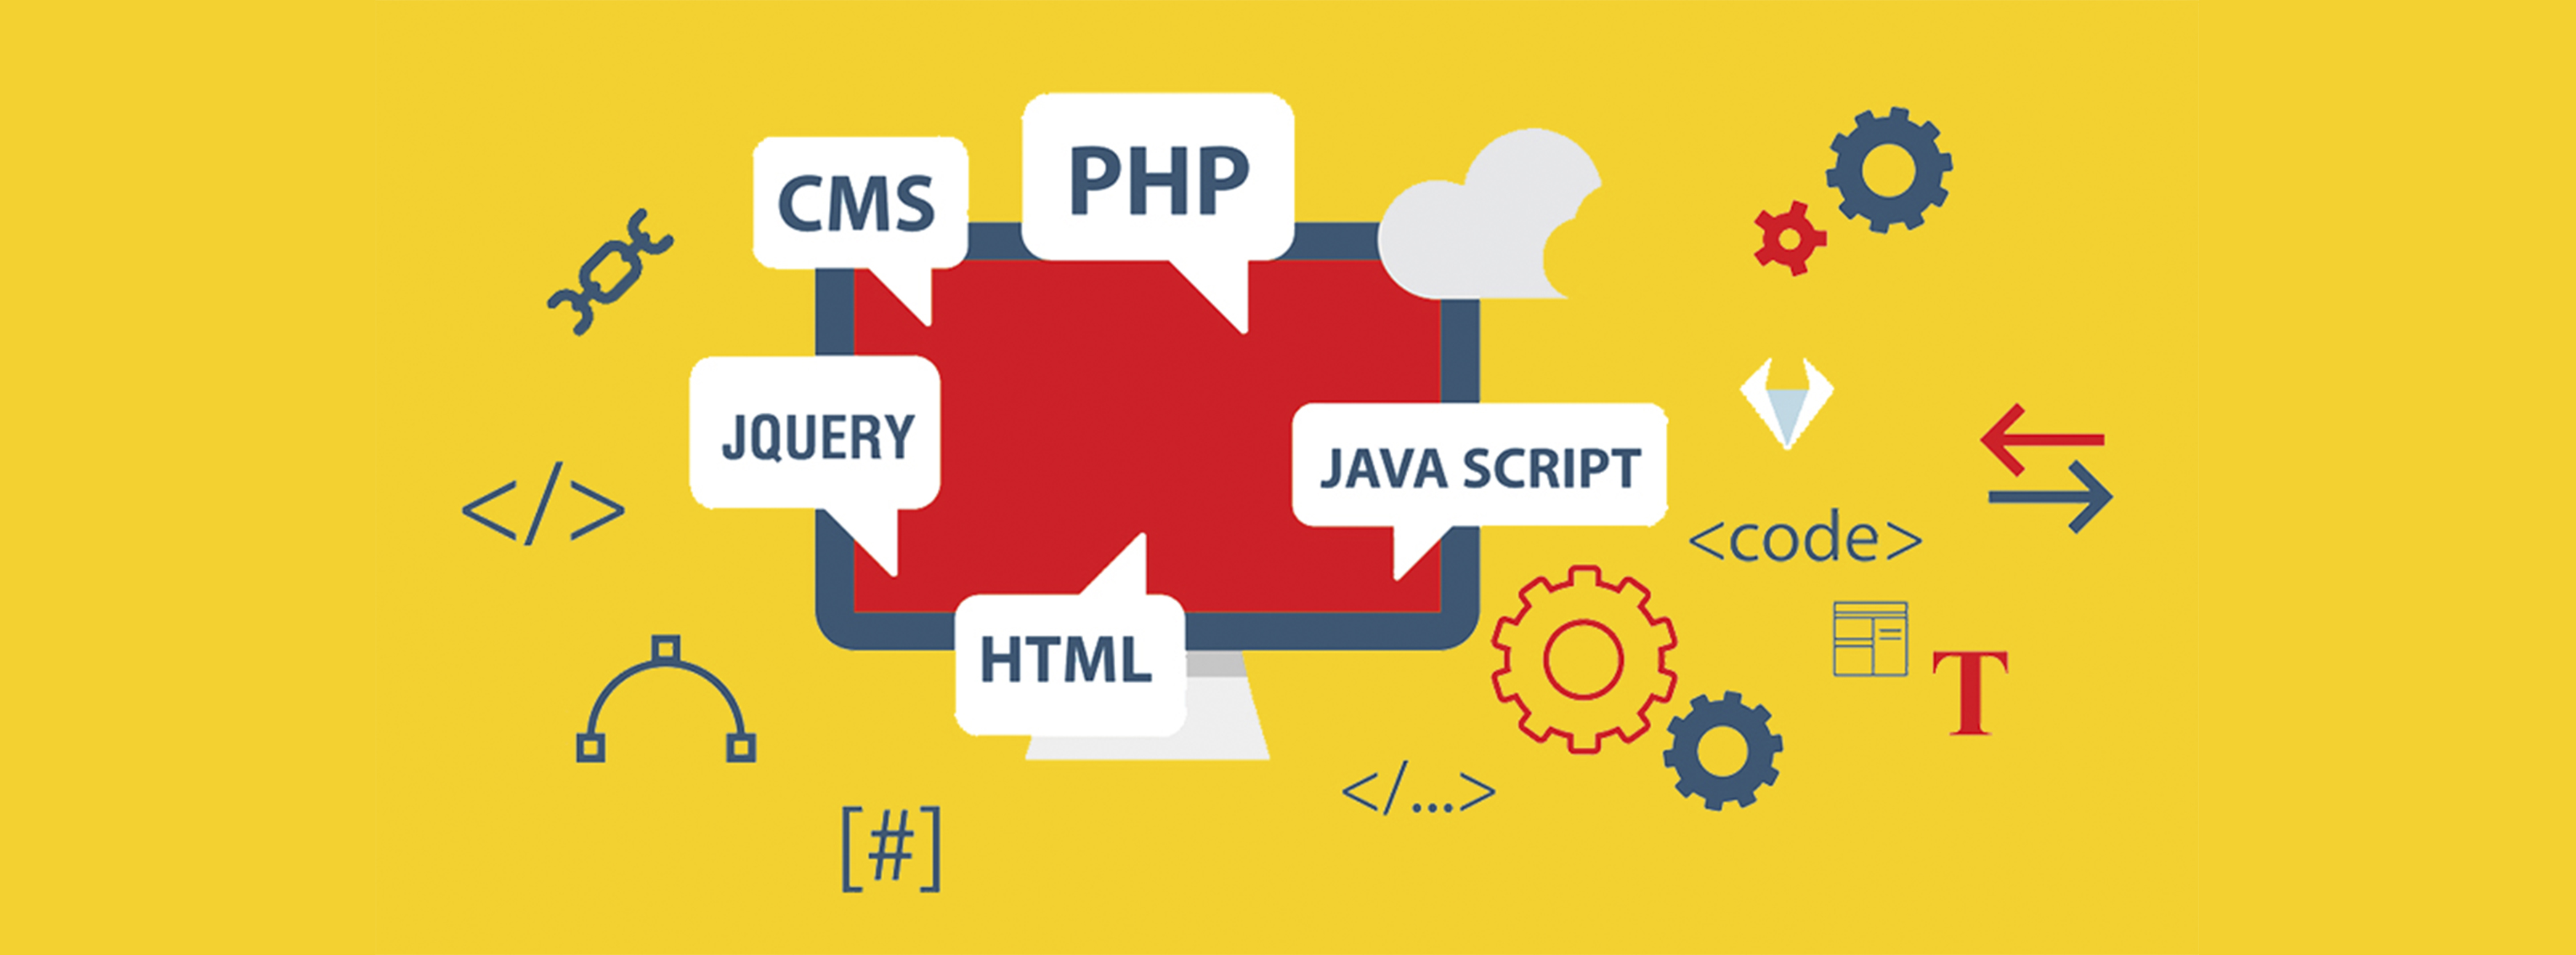 CMS
PHP
JQUERY
JAVA SCRIPT
</>
<code>
HTML
T
</...>
[#]